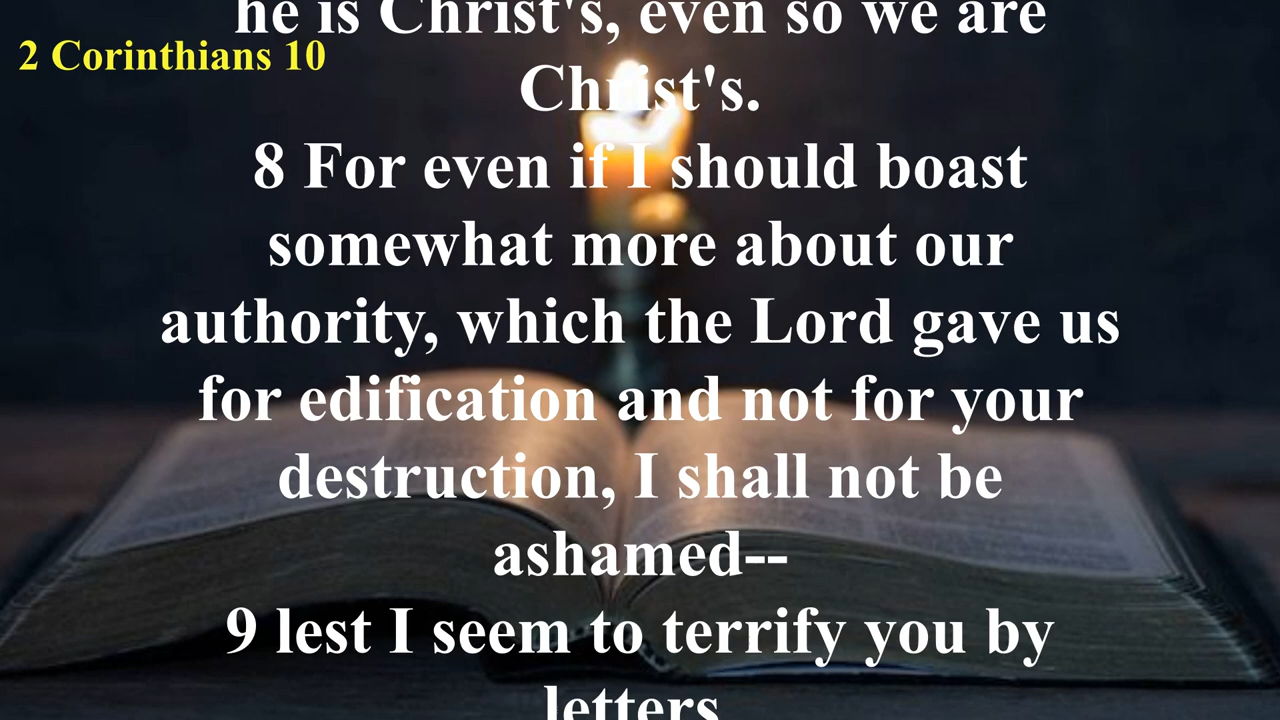 he is Christ's, even so we are
2 Corinthians 10
Christ's.
8 For even if I should boast
somewhat more about our
authority, which the Lord gave us
for edification and not for your
destruction, I shall not be
ashamed--
9 lest I seem to terrify you by
letters